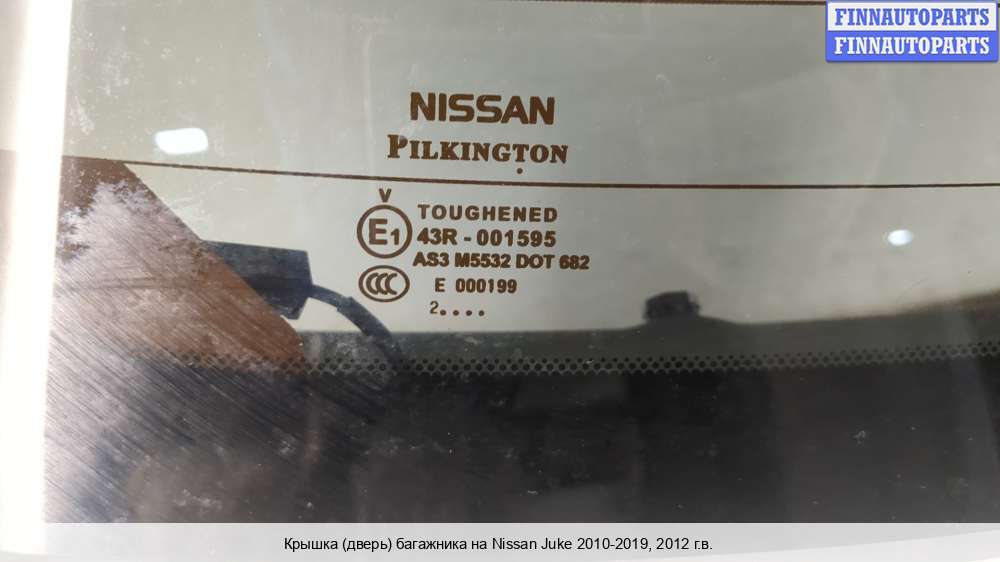 FINNAUTOPARTS
FINNAUTOPARTS
NISSAN
PILKINGTON
V
E1
TOUGHENED
43R - 001595
AS3 M5532 DOT 682
CCC
E 000199
2....
Крышка (дверь) багажника на Nissan Juke 2010-2019, 2012 г.в.